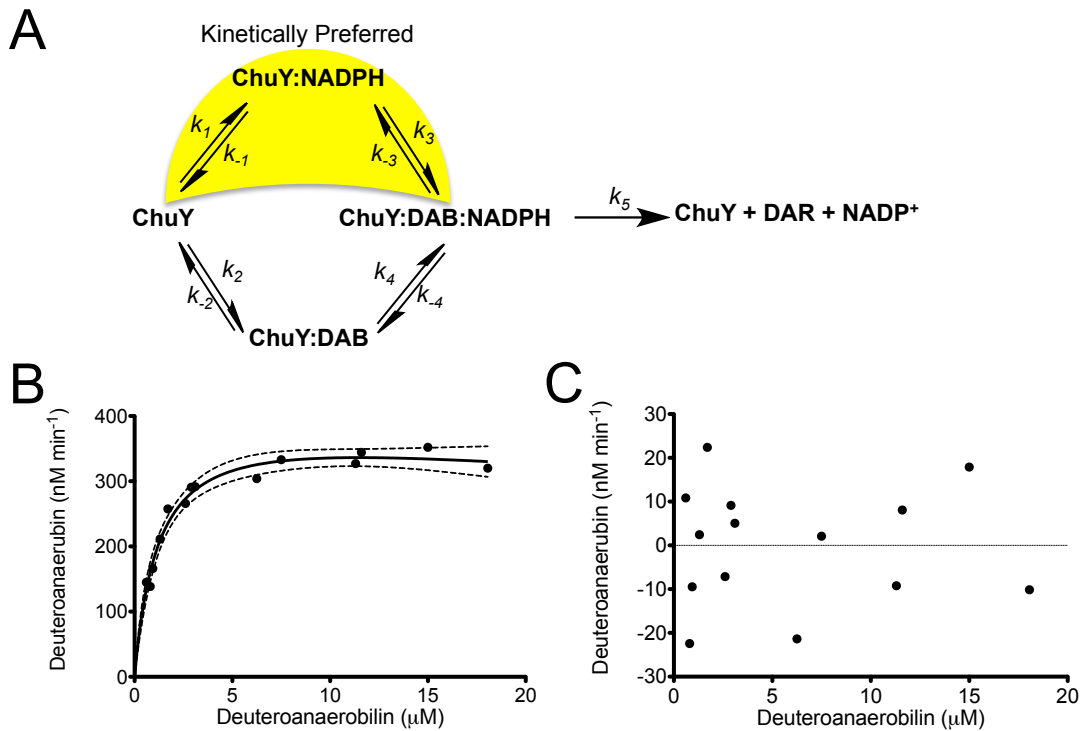 A
Kinetically Preferred
ChuY:NADPH
k1
k-1
k3
k-3
ChuY
ChuY:DAB:NADPH
k5
ChuY + DAR + NADP+
k2
k-2
k4
k-4
ChuY:DAB
B
Deuteroanaerubin (nM min-1)
400
300
200
100
0
0 5 10 15 20
Deuteroanaerobilin (μM)
C
Deuteroanaerubin (nM min-1)
30
20
10
0
-10
-20
-30
0 5 10 15 20
Deuteroanaerobilin (μM)